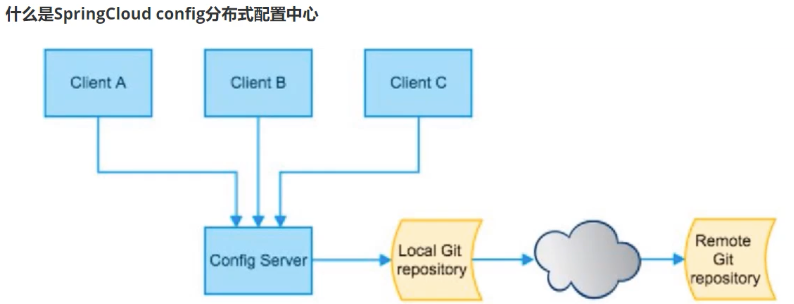 什么是SpringCloud config分布式配置中心
Client A
Client B
Client C
Config Server
Local Git
repository
Remote
Git
repository